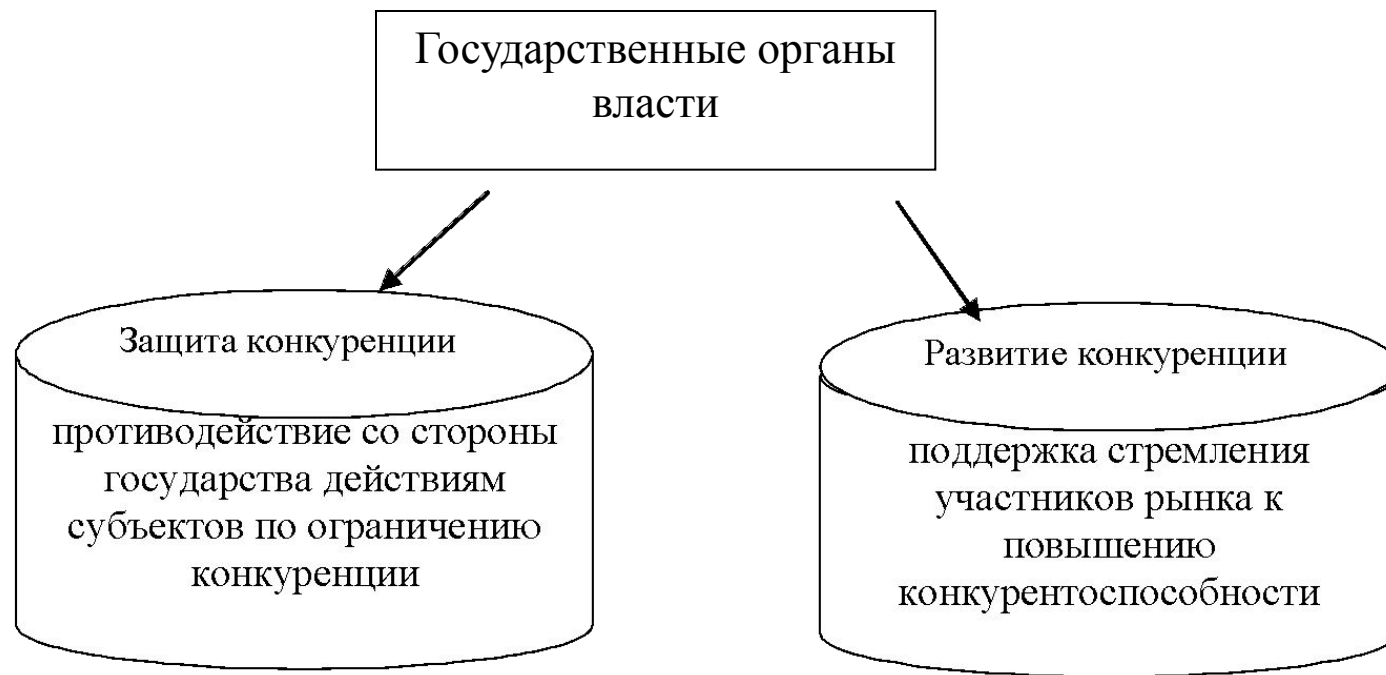 Государственные органы
власти
Защита конкуренции
противодействие со стороны
государства действиям
субъектов по ограничению
конкуренции
Развитие конкуренции
поддержка стремления
участников рынка к
повышению
конкурентоспособности